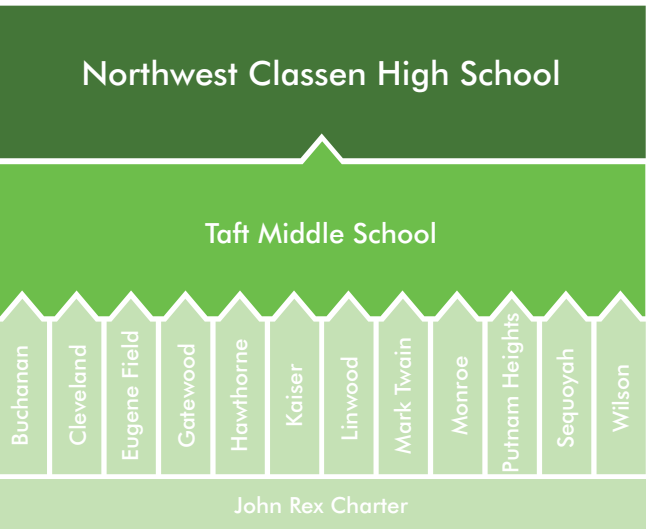 Northwest Classen High School
Taft Middle School
Buchanan
Cleveland
Eugene Field
Gatewood
Hawthorne
Kaiser
Linwood
Mark Twain
Monroe
Putnam Heights
Sequoyah
Wilson
John Rex Charter